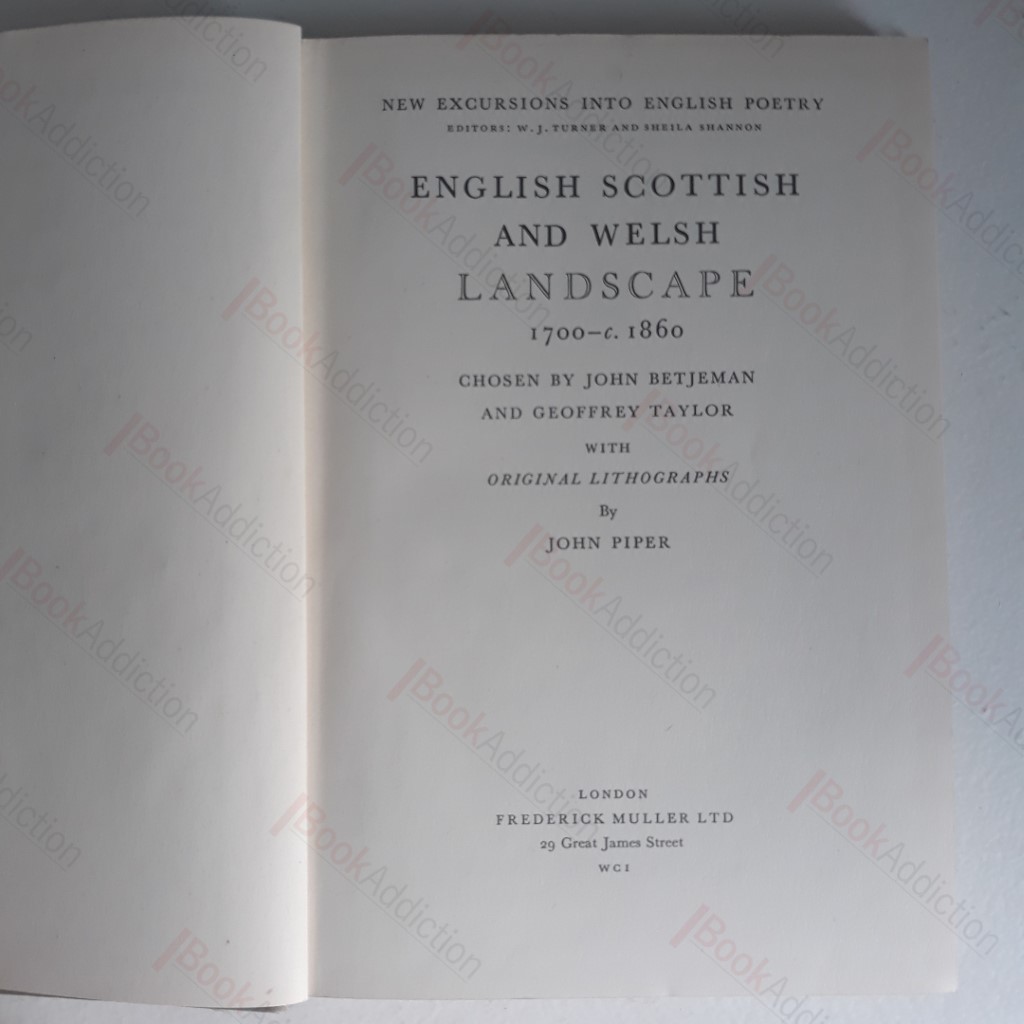 NEW EXCURSIONS INTO ENGLISH POETRY
EDITORS: W. J. TURNER AND SHEILA SHANNON
ENGLISH SCOTTISH
AND WELSH
LANDSCAPE
1700–c. 1860
CHOSEN BY JOHN BETJEMAN
AND GEOFFREY TAYLOR
WITH
ORIGINAL LITHOGRAPHS
By
JOHN PIPER
LONDON
FREDERICK MULLER LTD
29 Great James Street
WC1
BookAddiction